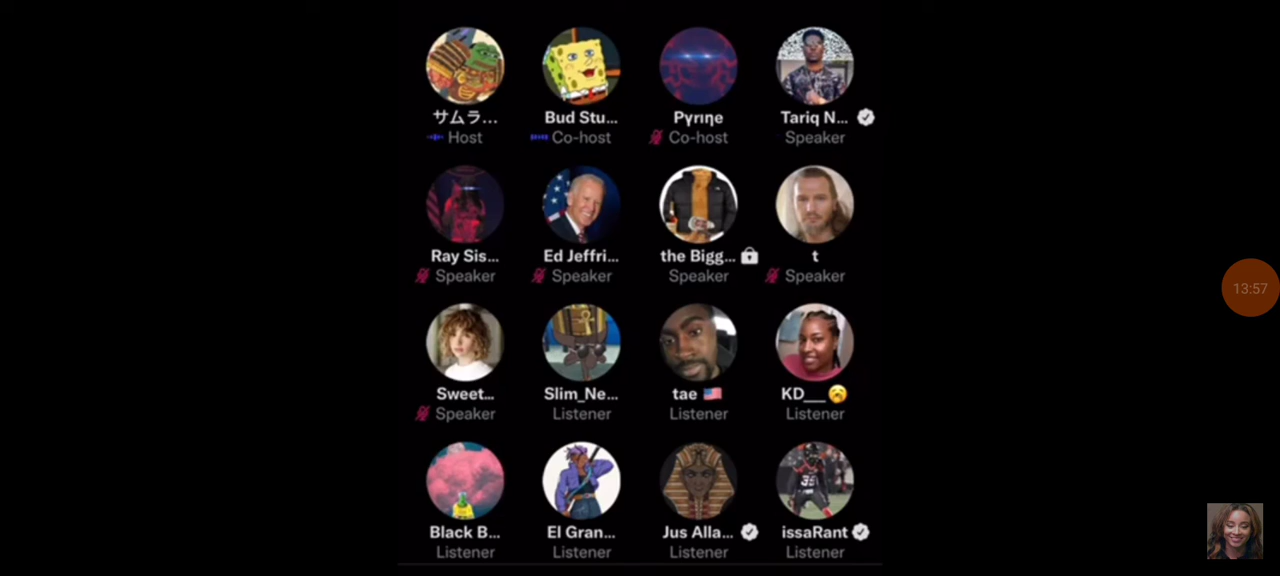 サムラ... Bud Stu... Pγrιηe Tariq N...
Host Co-host Co-host Speaker
Ray Sis... Ed Jeffri... the Bigg... t
Speaker Speaker Speaker Speaker
13:57
Sweet... Slim_Ne... tae 🇺🇸 KD___🥱
Speaker Listener Listener Listener
Black B... El Gran... Jus Alla... issaRant
Listener Listener Listener Listener